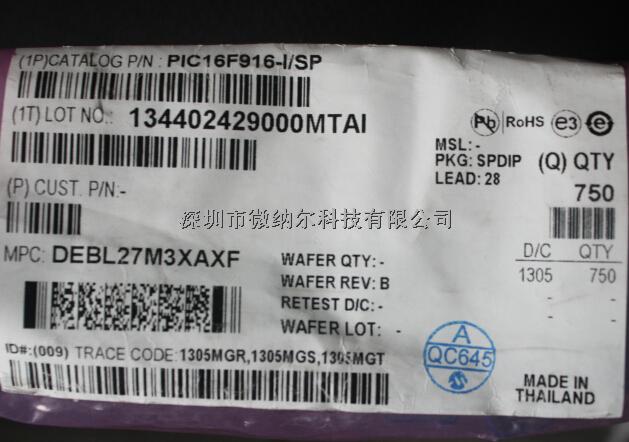 (1P)CATALOG P/N : PIC16F916-I/SP
(1T) LOT NO.: 134402429000MTAI
Pb RoHS e3 e
MSL:-
PKG: SPDIP
LEAD: 28
(Q) QTY
750
(P) CUST. P/N:-
深圳市微纳尔科技有限公司
MPC: DEBL27M3XAXF
WAFER QTY: -
WAFER REV: B
RETEST D/C: -
WAFER LOT: -
D/C QTY
1305 750
ID#:(009) TRACE CODE: 1305MGR,1305MGS,1305MGT
A
QC645
MADE IN
THAILAND